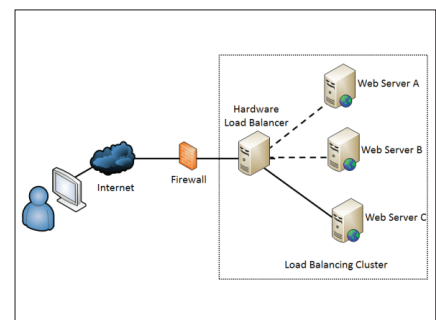 Web Server A
Hardware
Load Balancer
Web Server B
Internet
Firewall
Web Server C
Load Balancing Cluster